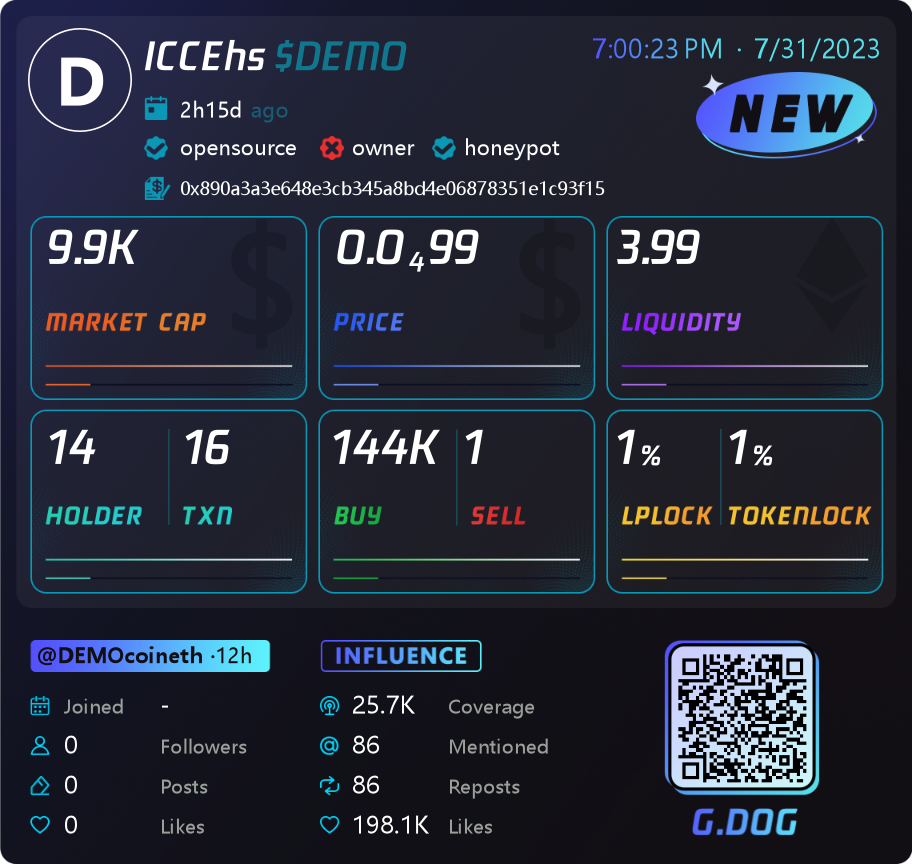 D
ICCEhs $DEMO
7:00:23 PM · 7/31/2023
2h15d ago
NEW
opensource owner honeypot
0x890a3a3e648e3cb345a8bd4e06878351e1c93f15
9.9K
MARKET CAP
$
0.0₄99
PRICE
$
3.99
LIQUIDITY
14 16
HOLDER TXN
144K 1
BUY SELL
1% 1%
LPLOCK TOKENLOCK
@DEMOcoineth ·12h
Joined -
0 Followers
0 Posts
0 Likes
INFLUENCE
25.7K Coverage
86 Mentioned
86 Reposts
198.1K Likes
G.DOG